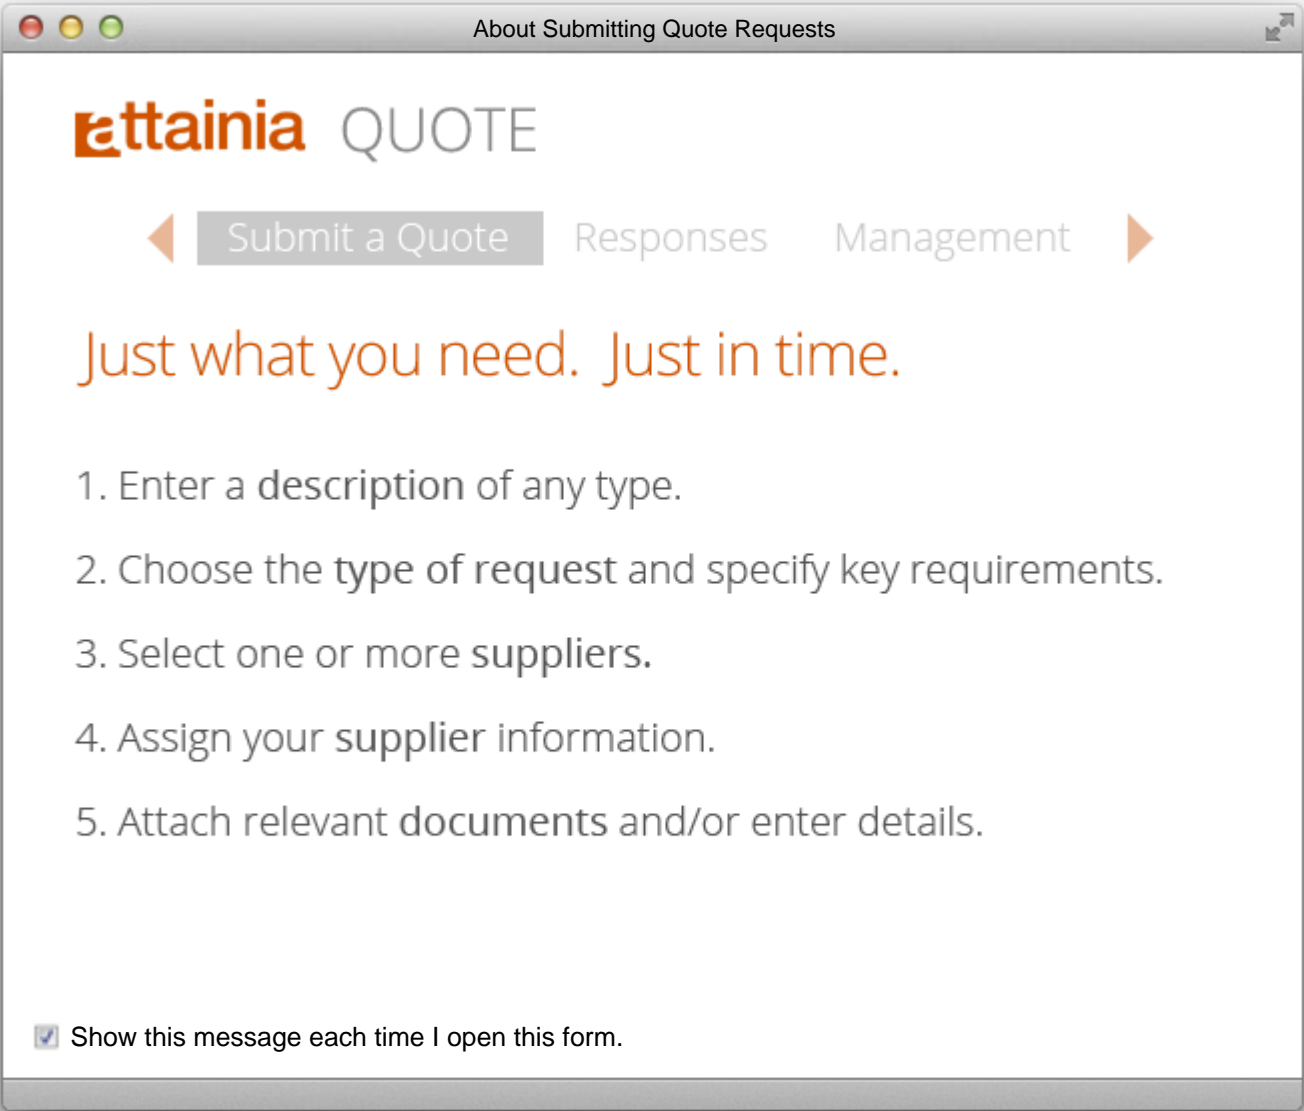 About Submitting Quote Requests
attainia QUOTE
Submit a Quote Responses Management
Just what you need. Just in time.
1. Enter a description of any type.
2. Choose the type of request and specify key requirements.
3. Select one or more suppliers.
4. Assign your supplier information.
5. Attach relevant documents and/or enter details.
Show this message each time I open this form.